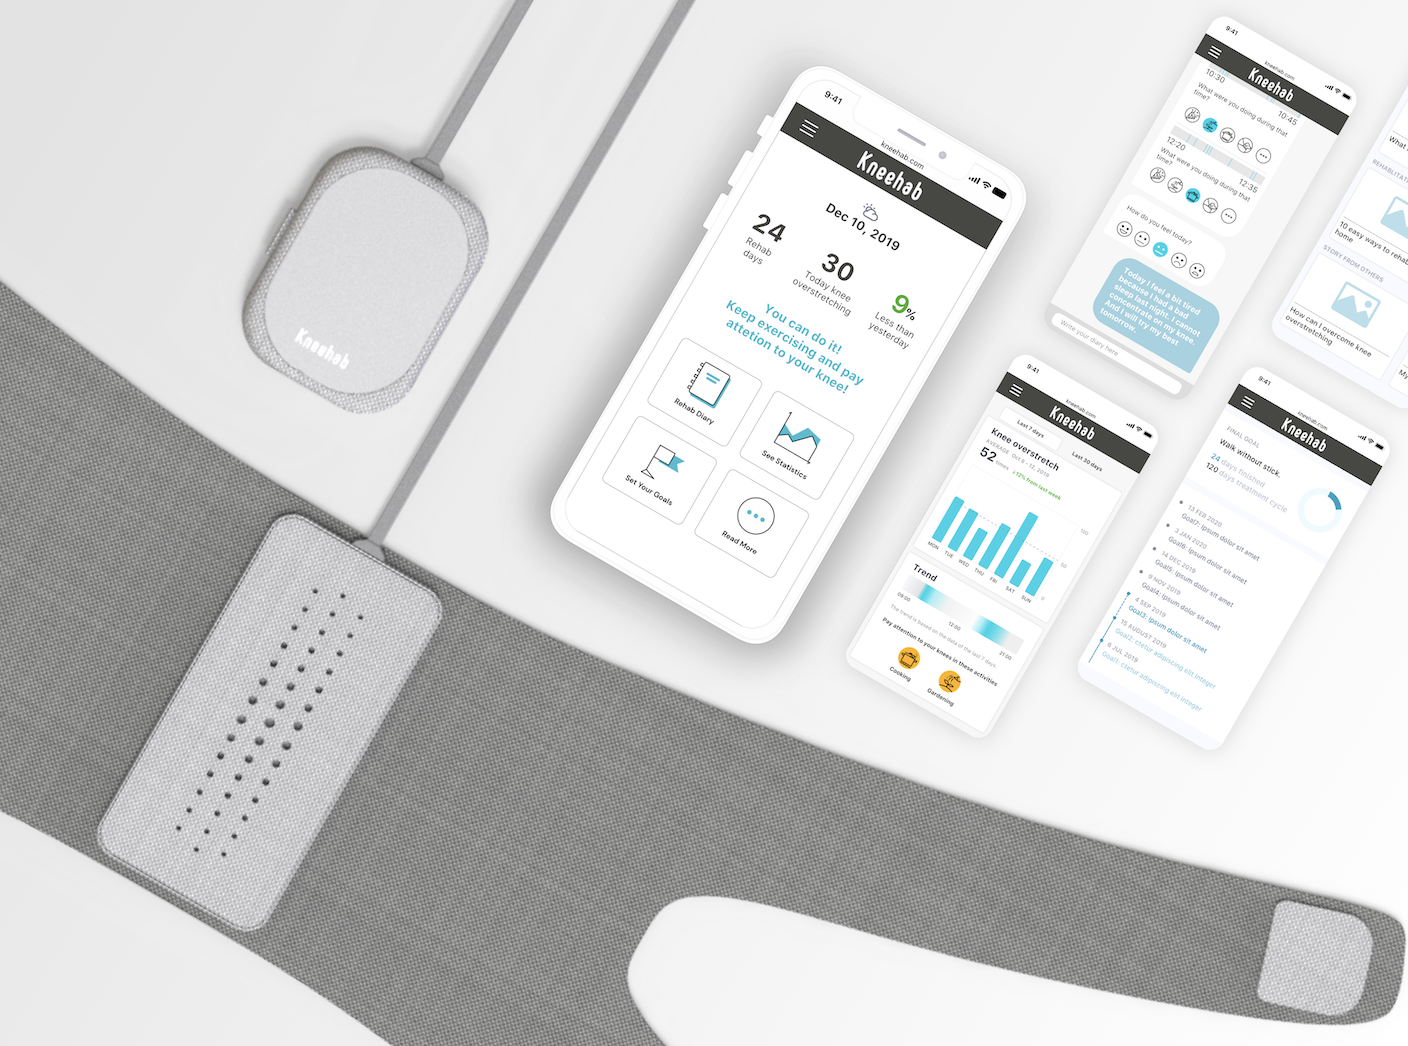 Kneehab
9:41
kneehab.com
Kneehab
Dec 10, 2019
24
Rehab
days
30
Today knee
overstretching
9%
Less than
yesterday
You can do it!
Keep exercising and pay
attetion to your knee!
Rehab Diary
See Statistics
Set Your Goals
Read More
9:41
kneehab.com
Kneehab
10:30
10:45
What were you doing during that
time?
12:20
12:35
What were you doing during that
time?
How do you feel today?
Today I feel a bit tired
because I had a bad
sleep last night. I cannot
concentrate on my knee.
And I will try my best
tomorrow.
Write your diary here
What
REHABILITAT
10 easy ways to rehab
home
STORY FROM OTHERS
How can I overcome knee
overstretching
My
9:41
kneehab.com
Kneehab
Last 7 days
Last 30 days
Knee overstretch
AVERAGE Oct 6 - 12, 2019
52 times ↓12% from last week
100
50
0
MON TUE WED THU FRI SAT SUN
Trend
09:00 12:00 21:00
The trend is based on the data of the last 7 days.
Pay attention to your knees in these activities
Cooking
Gardening
9:41
kneehab.com
Kneehab
FINAL GOAL
Walk without stick.
24 days finished
120 days treatment cycle
13 FEB 2020
Goal7: Ipsum dolor sit amet
3 JAN 2020
Goal6: Ipsum dolor sit amet
14 DEC 2019
Goal5: Ipsum dolor sit amet
9 NOV 2019
Goal4: Ipsum dolor sit amet
4 SEP 2019
Goal3: Ipsum dolor sit amet
15 AUGUST 2019
Goal2: ctetur adipiscing elit integer
6 JUL 2019
Goal1: ctetur adipiscing elit integer